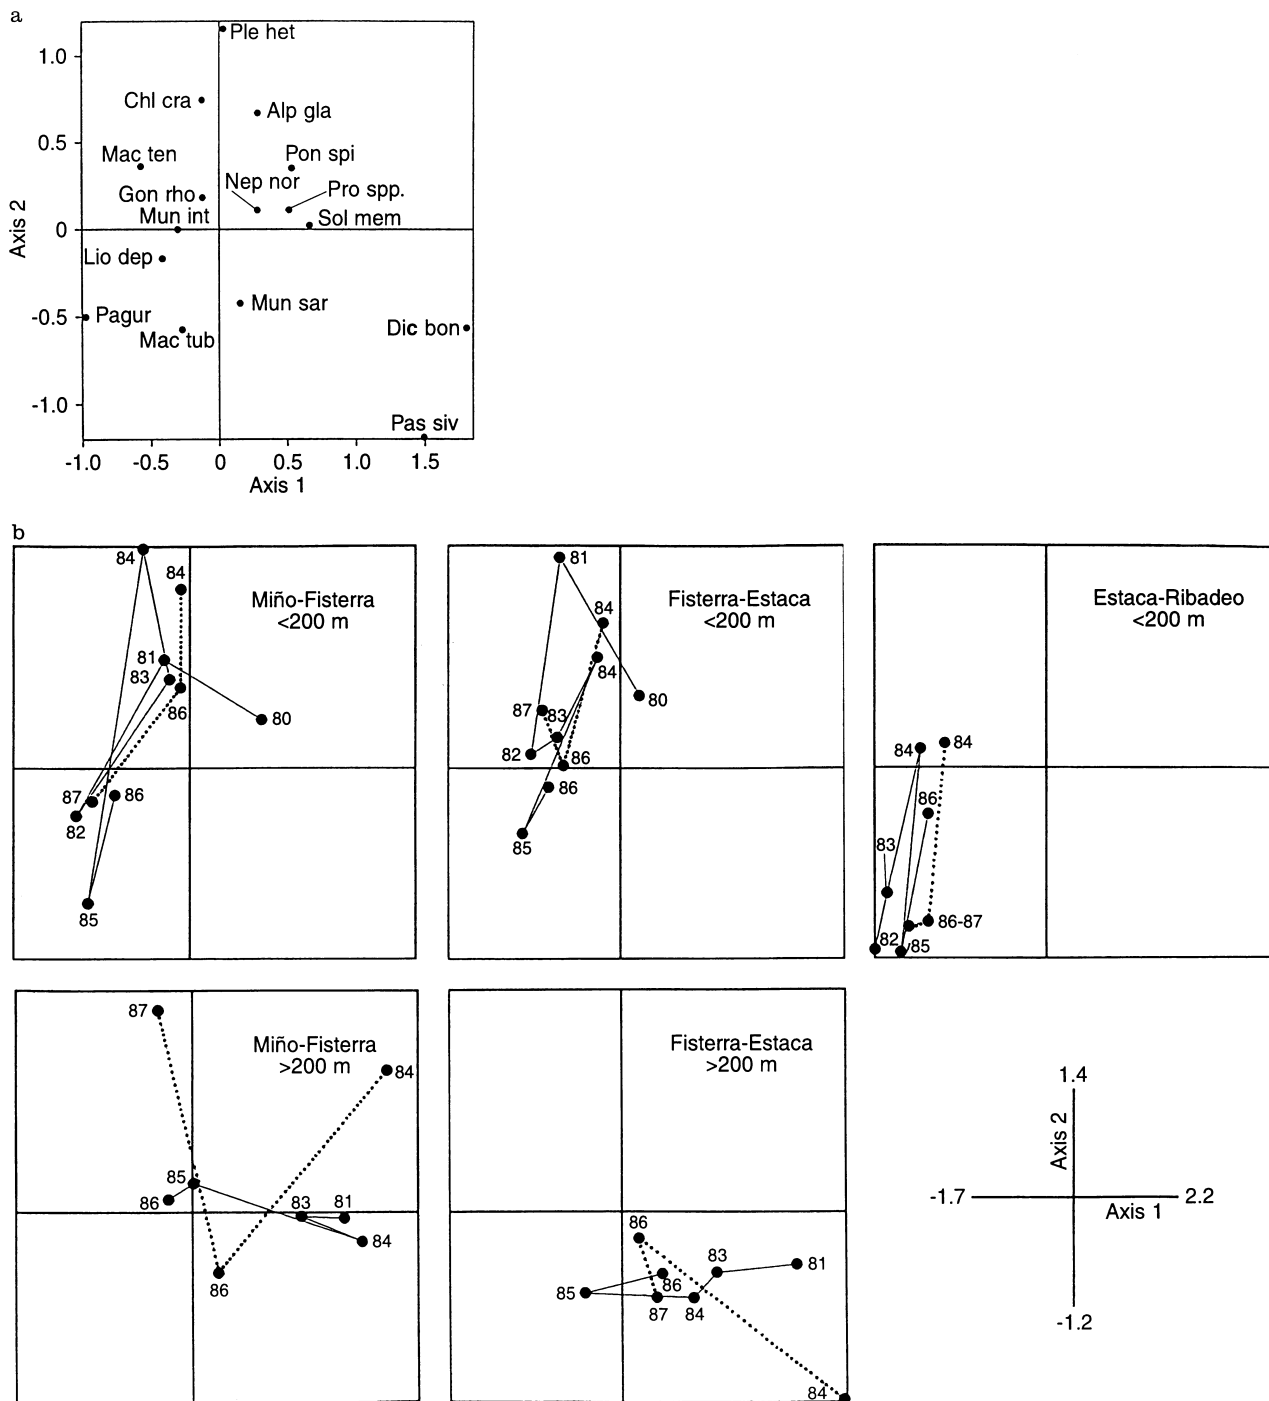 a
Ple het
1.0
Chl cra
Alp gla
0.5
Mac ten
Pon spi
Nep nor
Pro spp.
Gon rho
Mun int
Sol mem
0
Axis 2
Lio dep
Mun sar
-0.5
Pagur
Mac tub
Dic bon
-1.0
Pas siv
-1.0 -0.5 0 0.5 1.0 1.5
Axis 1
b
84
84
Miño-Fisterra
<200 m
81
83
86
80
87
86
82
85
81
84
Fisterra-Estaca
<200 m
84
80
87
83
82
86
86
85
Estaca-Ribadeo
<200 m
84
84
86
83
86-87
82
85
87
Miño-Fisterra
>200 m
84
85
86
83
81
84
86
Fisterra-Estaca
>200 m
86
83
81
86
85
87
84
84
1.4
Axis 2
-1.7
2.2
Axis 1
-1.2